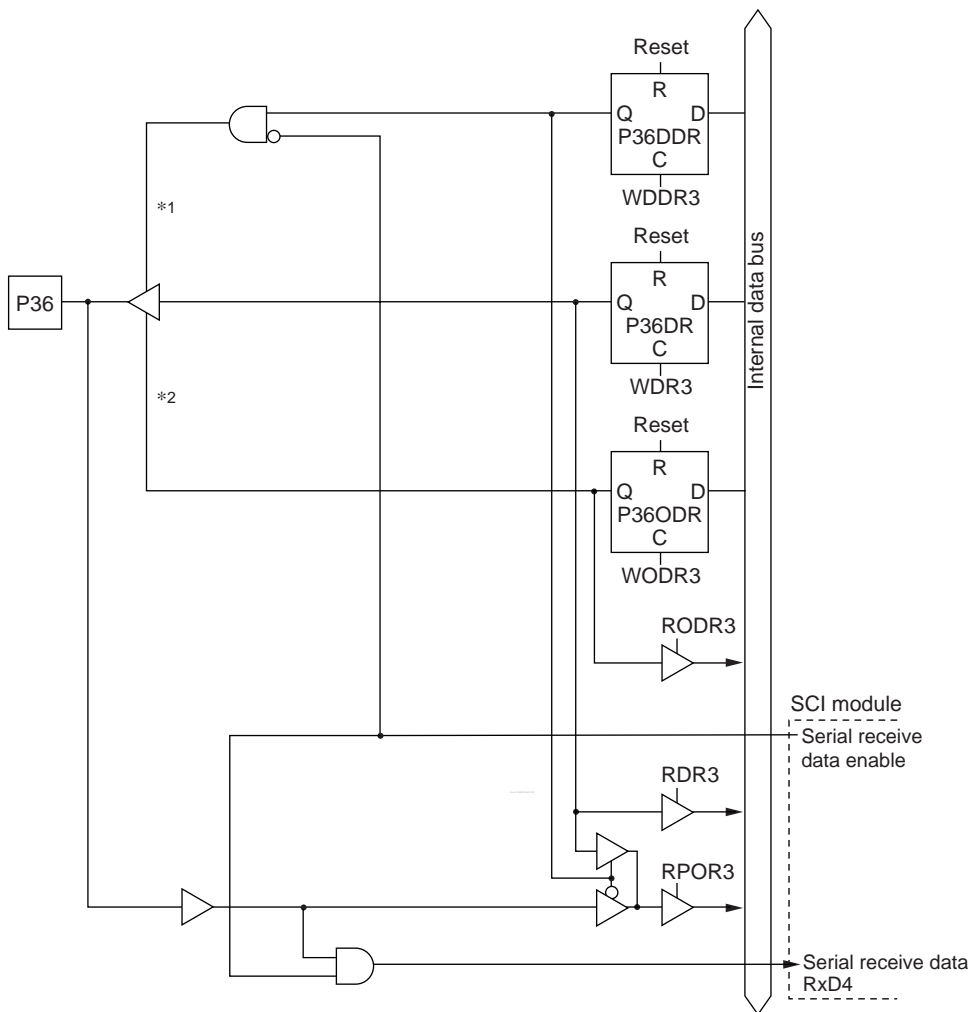 Reset
R
Q D
P36DDR
C
WDDR3
*1
Reset
R
P36
Q D
P36DR
C
WDR3
*2
Reset
R
Q D
P36ODR
C
WODR3
Internal data bus
RODR3
SCI module
Serial receive
data enable
RDR3
RPOR3
Serial receive data
RxD4